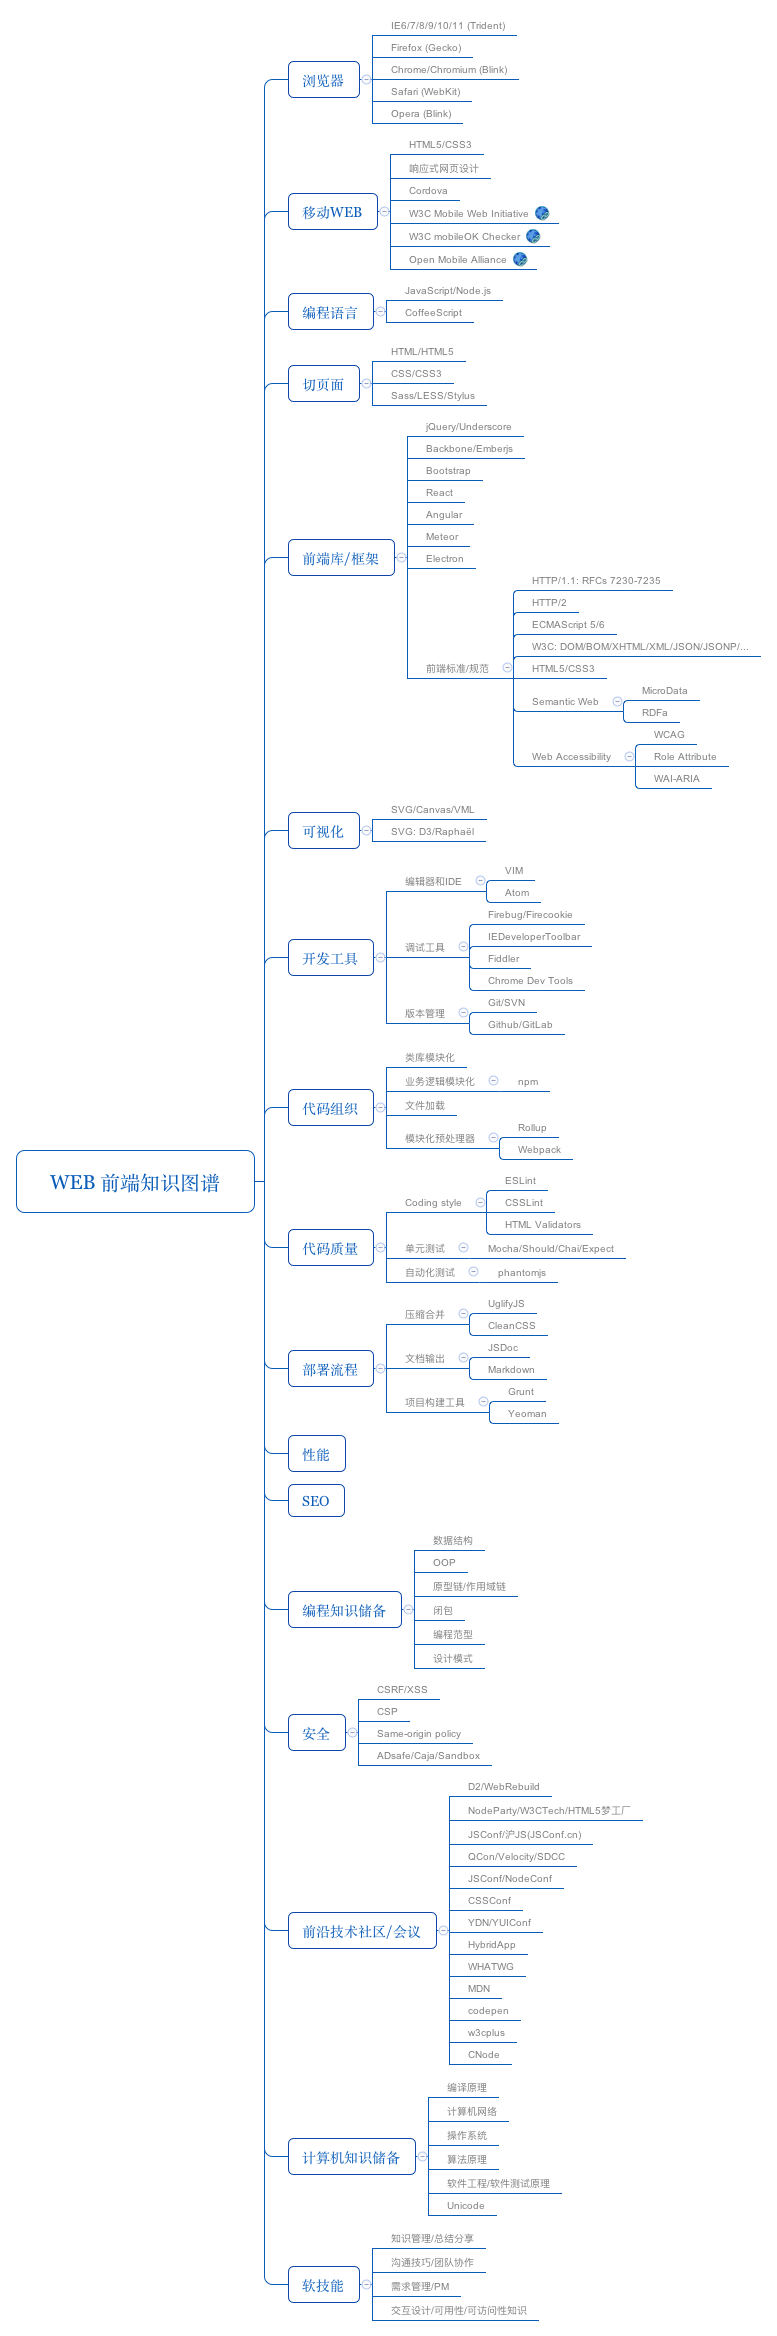 WEB 前端知识图谱
浏览器
IE6/7/8/9/10/11 (Trident)
Firefox (Gecko)
Chrome/Chromium (Blink)
Safari (WebKit)
Opera (Blink)
移动WEB
HTML5/CSS3
响应式网页设计
Cordova
W3C Mobile Web Initiative
W3C mobileOK Checker
Open Mobile Alliance
编程语言
JavaScript/Node.js
CoffeeScript
切页面
HTML/HTML5
CSS/CSS3
Sass/LESS/Stylus
前端库/框架
jQuery/Underscore
Backbone/Emberjs
Bootstrap
React
Angular
Meteor
Electron
前端标准/规范
HTTP/1.1: RFCs 7230-7235
HTTP/2
ECMAScript 5/6
W3C: DOM/BOM/XHTML/XML/JSON/JSONP/...
HTML5/CSS3
Semantic Web
MicroData
RDFa
Web Accessibility
WCAG
Role Attribute
WAI-ARIA
可视化
SVG/Canvas/VML
SVG: D3/Raphaël
开发工具
编辑器和IDE
VIM
Atom
调试工具
Firebug/Firecookie
IEDeveloperToolbar
Fiddler
Chrome Dev Tools
版本管理
Git/SVN
Github/GitLab
代码组织
类库模块化
业务逻辑模块化
npm
文件加载
模块化预处理器
Rollup
Webpack
代码质量
Coding style
ESLint
CSSLint
HTML Validators
单元测试
Mocha/Should/Chai/Expect
自动化测试
phantomjs
部署流程
压缩合并
UglifyJS
CleanCSS
文档输出
JSDoc
Markdown
项目构建工具
Grunt
Yeoman
性能
SEO
编程知识储备
数据结构
OOP
原型链/作用域链
闭包
编程范型
设计模式
安全
CSRF/XSS
CSP
Same-origin policy
ADsafe/Caja/Sandbox
前沿技术社区/会议
D2/WebRebuild
NodeParty/W3CTech/HTML5梦工厂
JSConf/沪JS(JSConf.cn)
QCon/Velocity/SDCC
JSConf/NodeConf
CSSConf
YDN/YUIConf
HybridApp
WHATWG
MDN
codepen
w3cplus
CNode
计算机知识储备
编译原理
计算机网络
操作系统
算法原理
软件工程/软件测试原理
Unicode
软技能
知识管理/总结分享
沟通技巧/团队协作
需求管理/PM
交互设计/可用性/可访问性知识